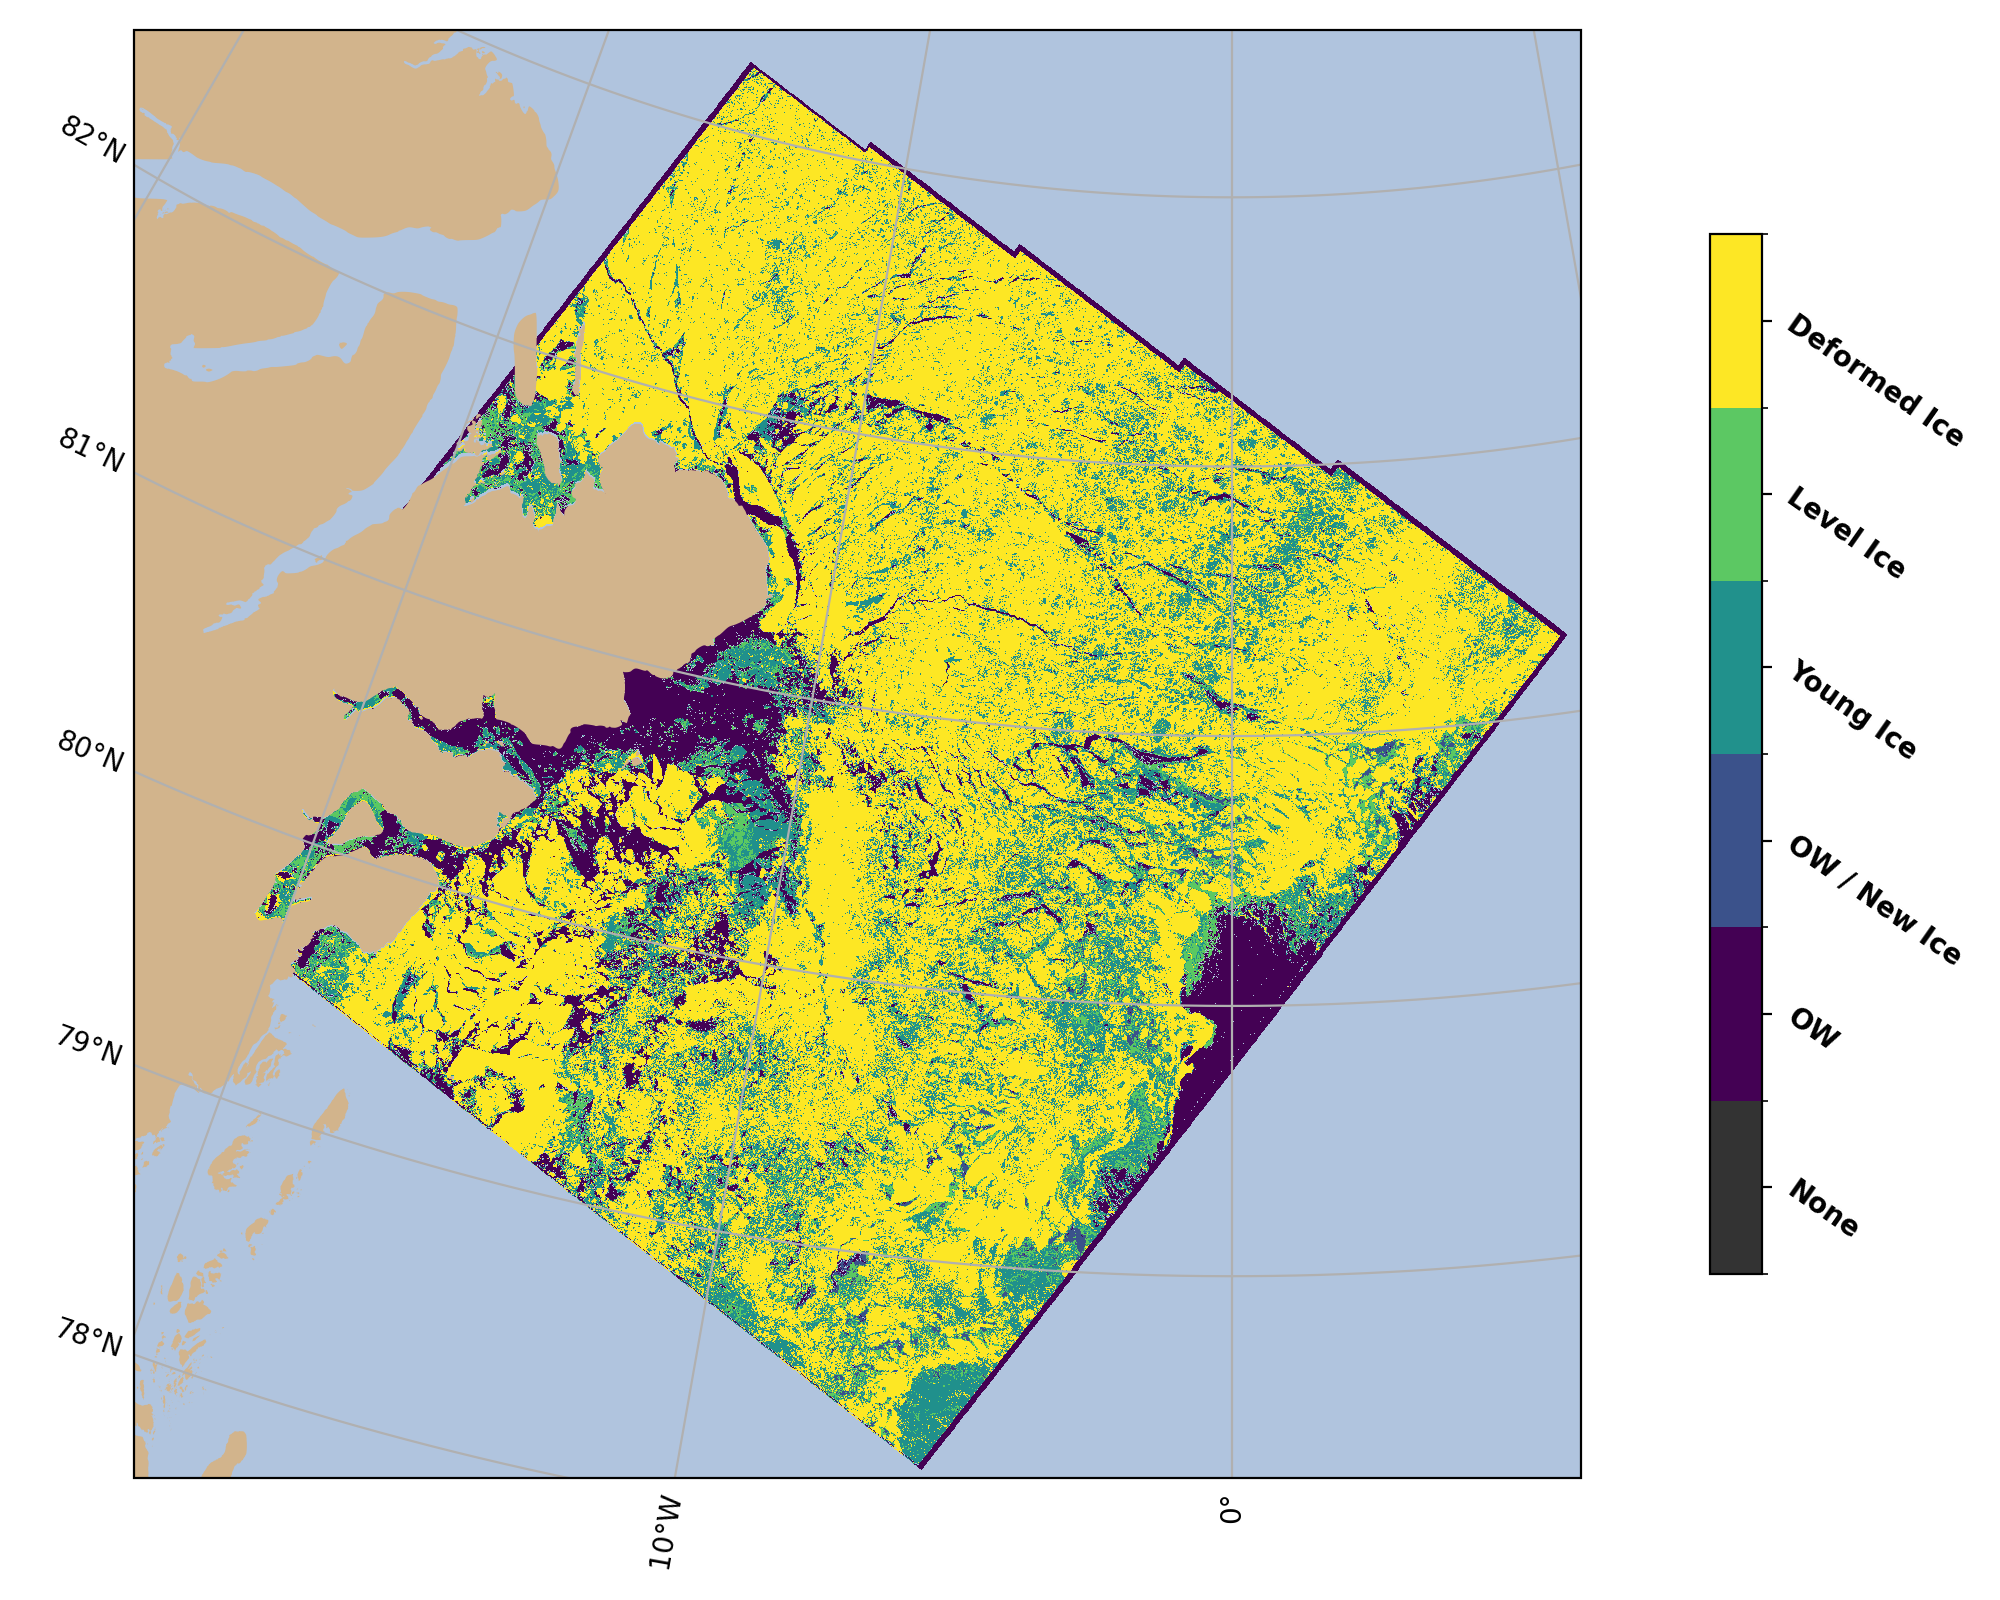 82°N
81°N
80°N
79°N
78°N
10°W
0°
Deformed Ice
Level Ice
Young Ice
OW / New Ice
OW
None